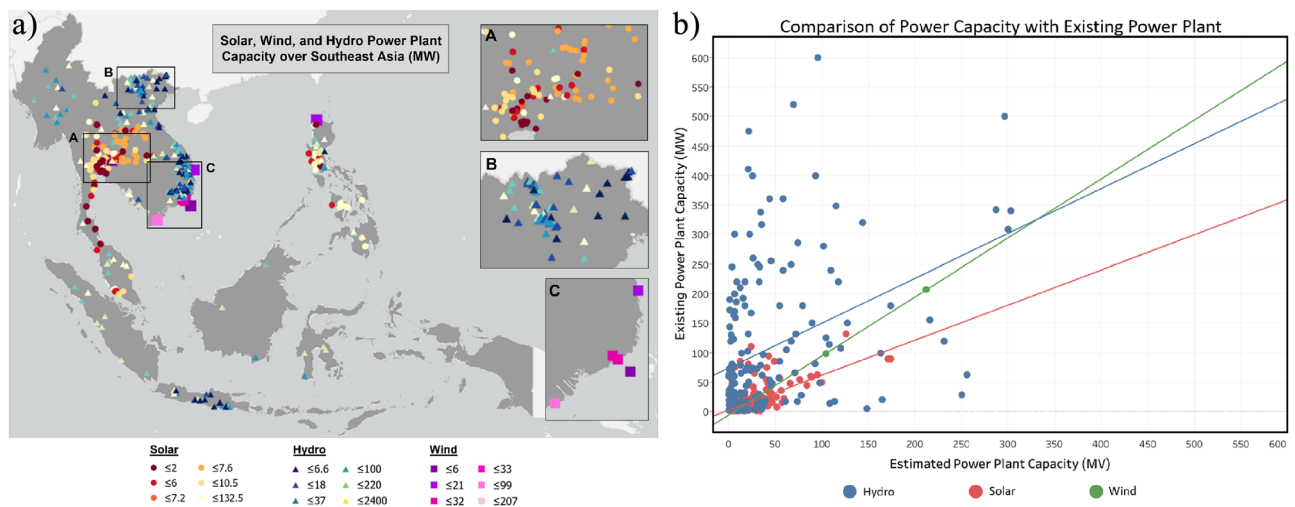 a)
Solar, Wind, and Hydro Power Plant
Capacity over Southeast Asia (MW)
B
A
C
A
B
C
Solar
≤2
≤6
≤7.2
≤7.6
≤10.5
≤132.5
Hydro
≤6.6
≤18
≤37
≤100
≤220
≤2400
Wind
≤6
≤21
≤32
≤33
≤99
≤207
b)
Comparison of Power Capacity with Existing Power Plant
Existing Power Plant Capacity (MW)
600
500
450
400
350
300
250
200
150
100
50
0
0 50 100 150 200 250 300 350 400 450 500 550 600
Estimated Power Plant Capacity (MV)
Hydro Solar Wind